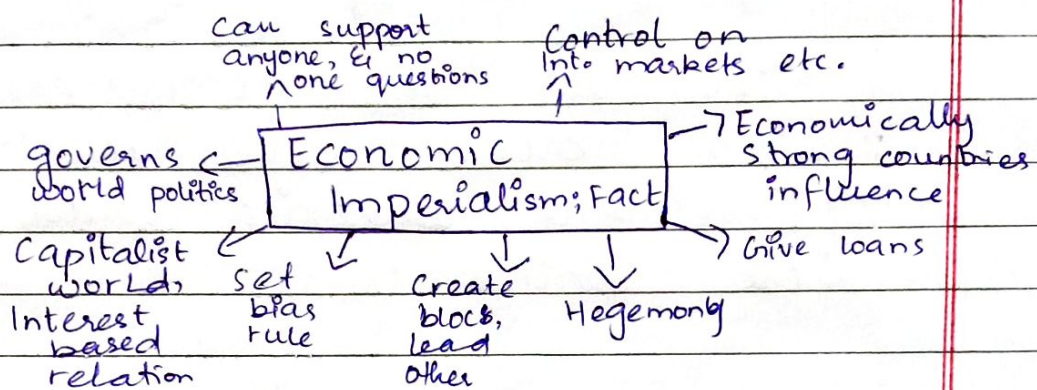 Can support
anyone, & no
one questions
Control on
Int. markets etc.
Economically
strong countries
influence
governs
world politics
Economic
Imperialism; Fact
Give loans
Capitalist
world,
Interest
based
relation
set
bias
rule
Create
blocs,
lead
other
Hegemony